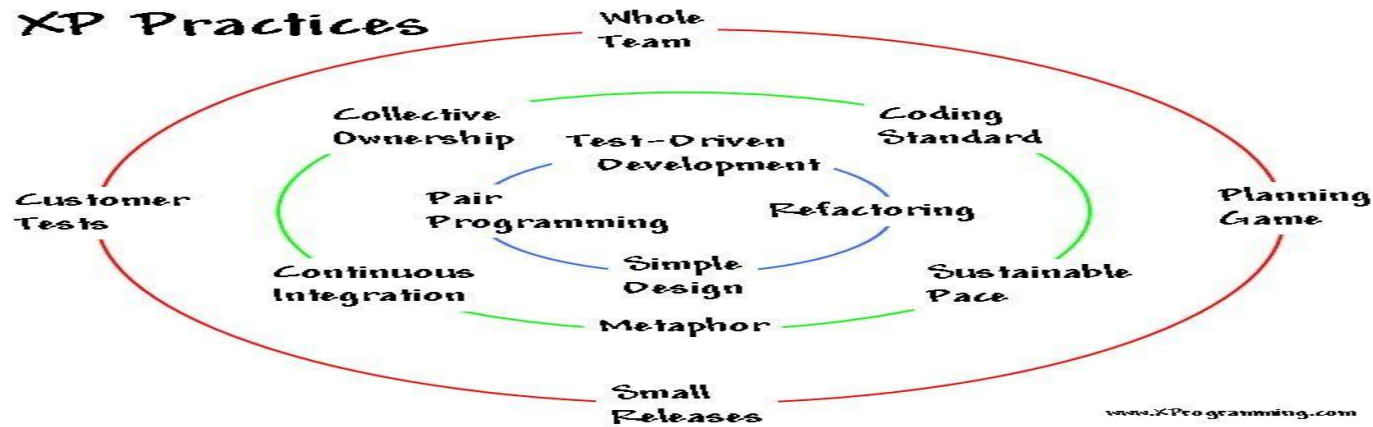 XP Practices
Whole
Team
Collective
Ownership
Coding
Standard
Test-Driven
Development
Customer
Tests
Pair
Programming
Refactoring
Planning
Game
Continuous
Integration
Simple
Design
Sustainable
Pace
Metaphor
Small
Releases
www.XProgramming.com